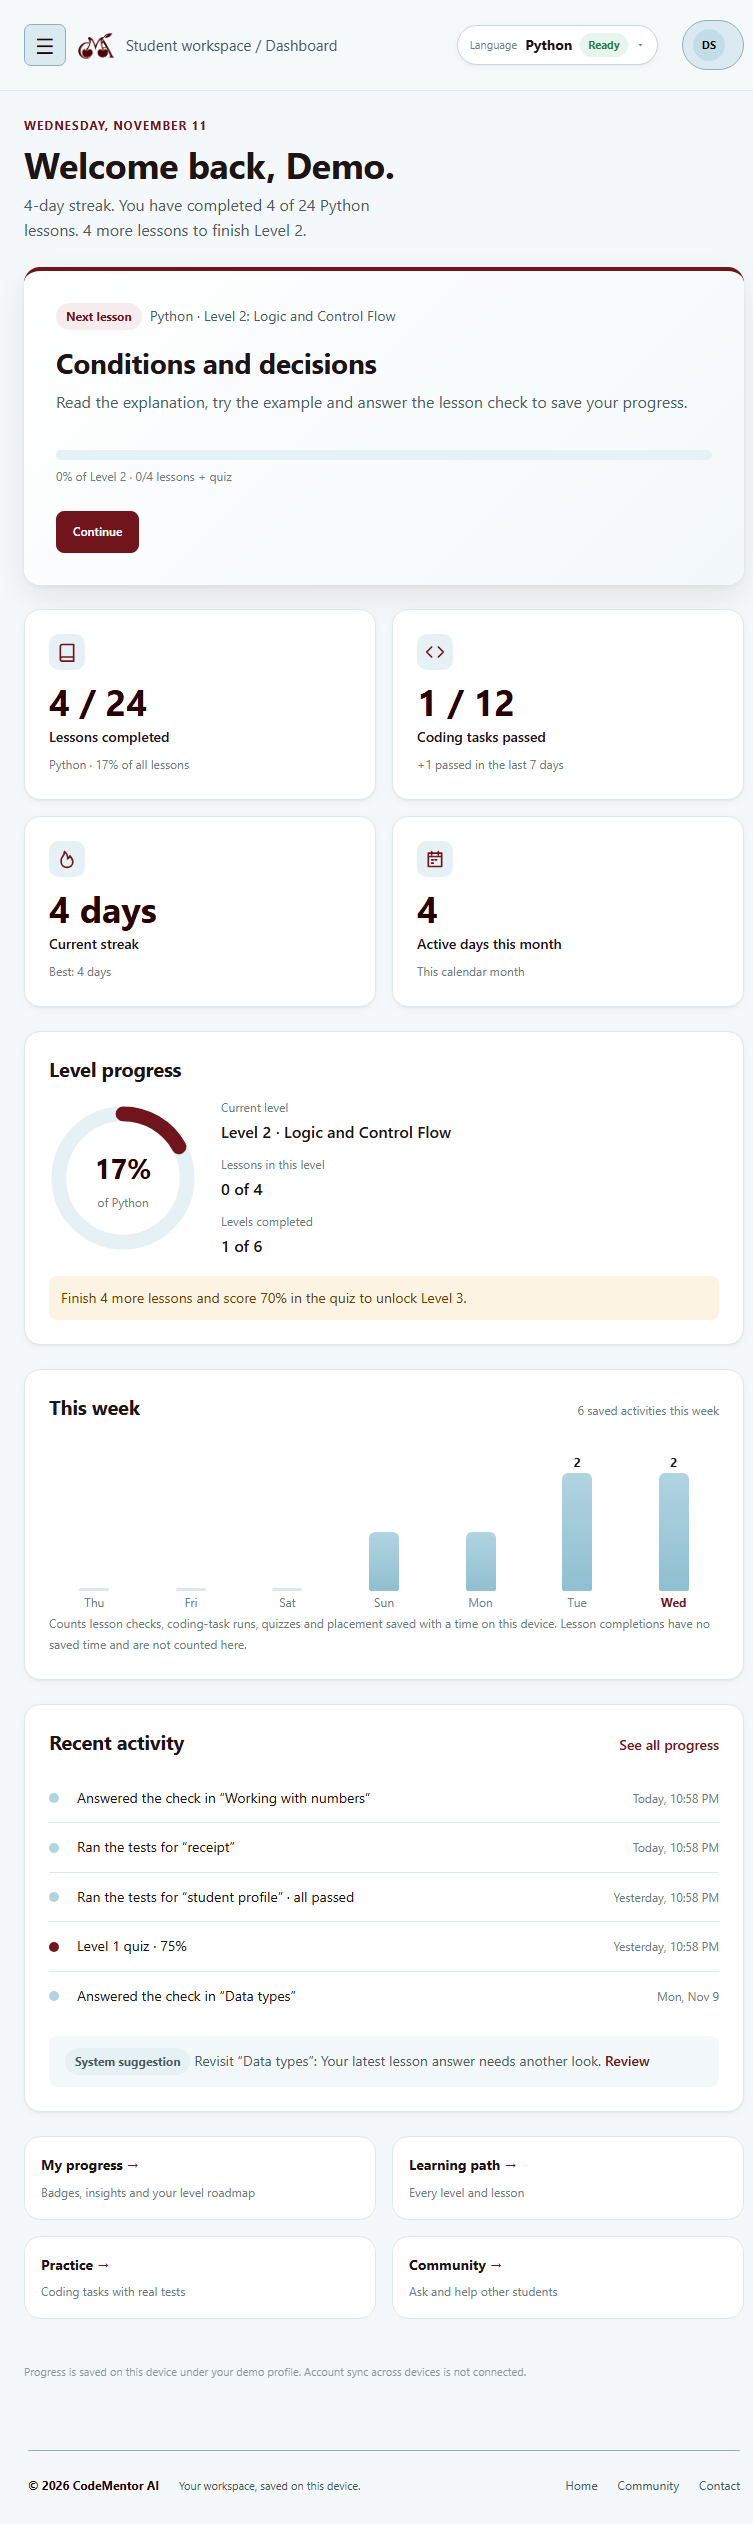 Student workspace / Dashboard
Language Python Ready
DS
WEDNESDAY, NOVEMBER 11
Welcome back, Demo.
4-day streak. You have completed 4 of 24 Python
lessons. 4 more lessons to finish Level 2.
Next lesson Python · Level 2: Logic and Control Flow
Conditions and decisions
Read the explanation, try the example and answer the lesson check to save your progress.
0% of Level 2 · 0/4 lessons + quiz
Continue
4 / 24
Lessons completed
Python · 17% of all lessons
1 / 12
Coding tasks passed
+1 passed in the last 7 days
4 days
Current streak
Best: 4 days
4
Active days this month
This calendar month
Level progress
17%
of Python
Current level
Level 2 · Logic and Control Flow
Lessons in this level
0 of 4
Levels completed
1 of 6
Finish 4 more lessons and score 70% in the quiz to unlock Level 3.
This week
6 saved activities this week
2 2
Thu Fri Sat Sun Mon Tue Wed
Counts lesson checks, coding-task runs, quizzes and placement saved with a time on this device. Lesson completions have no
saved time and are not counted here.
Recent activity
See all progress
Answered the check in “Working with numbers” Today, 10:58 PM
Ran the tests for “receipt” Today, 10:58 PM
Ran the tests for “student profile” · all passed Yesterday, 10:58 PM
Level 1 quiz · 75% Yesterday, 10:58 PM
Answered the check in “Data types” Mon, Nov 9
System suggestion Revisit “Data types”: Your latest lesson answer needs another look. Review
My progress →
Badges, insights and your level roadmap
Learning path →
Every level and lesson
Practice →
Coding tasks with real tests
Community →
Ask and help other students
Progress is saved on this device under your demo profile. Account sync across devices is not connected.
© 2026 CodeMentor AI Your workspace, saved on this device. Home Community Contact